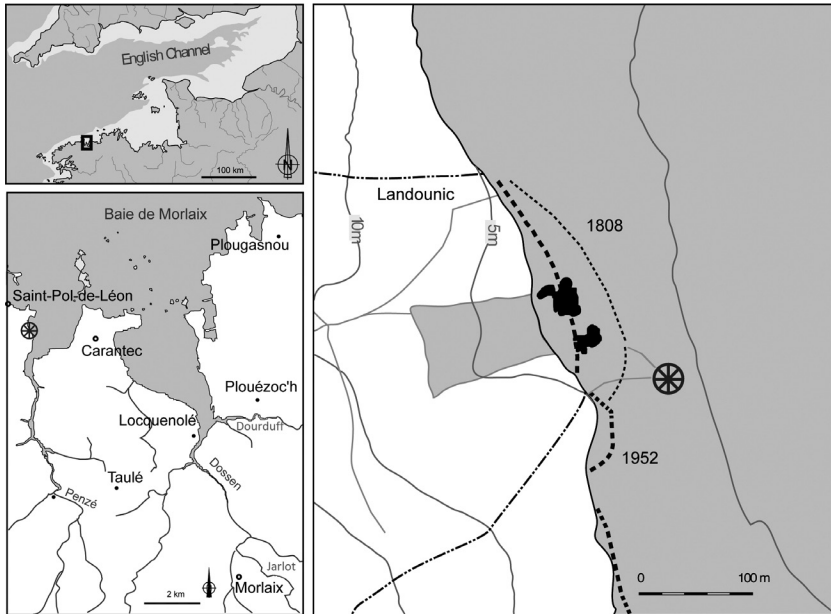 English Channel
100 km
N
Baie de Morlaix
Plougasnou
Saint-Pol-de-Léon
Carantec
Plouézoc'h
Locquenolé
Dourduff
Taulé
Dossen
Penzé
Jarlot
Morlaix
2 km
Landounic
10m
5m
1808
1952
0
100 m